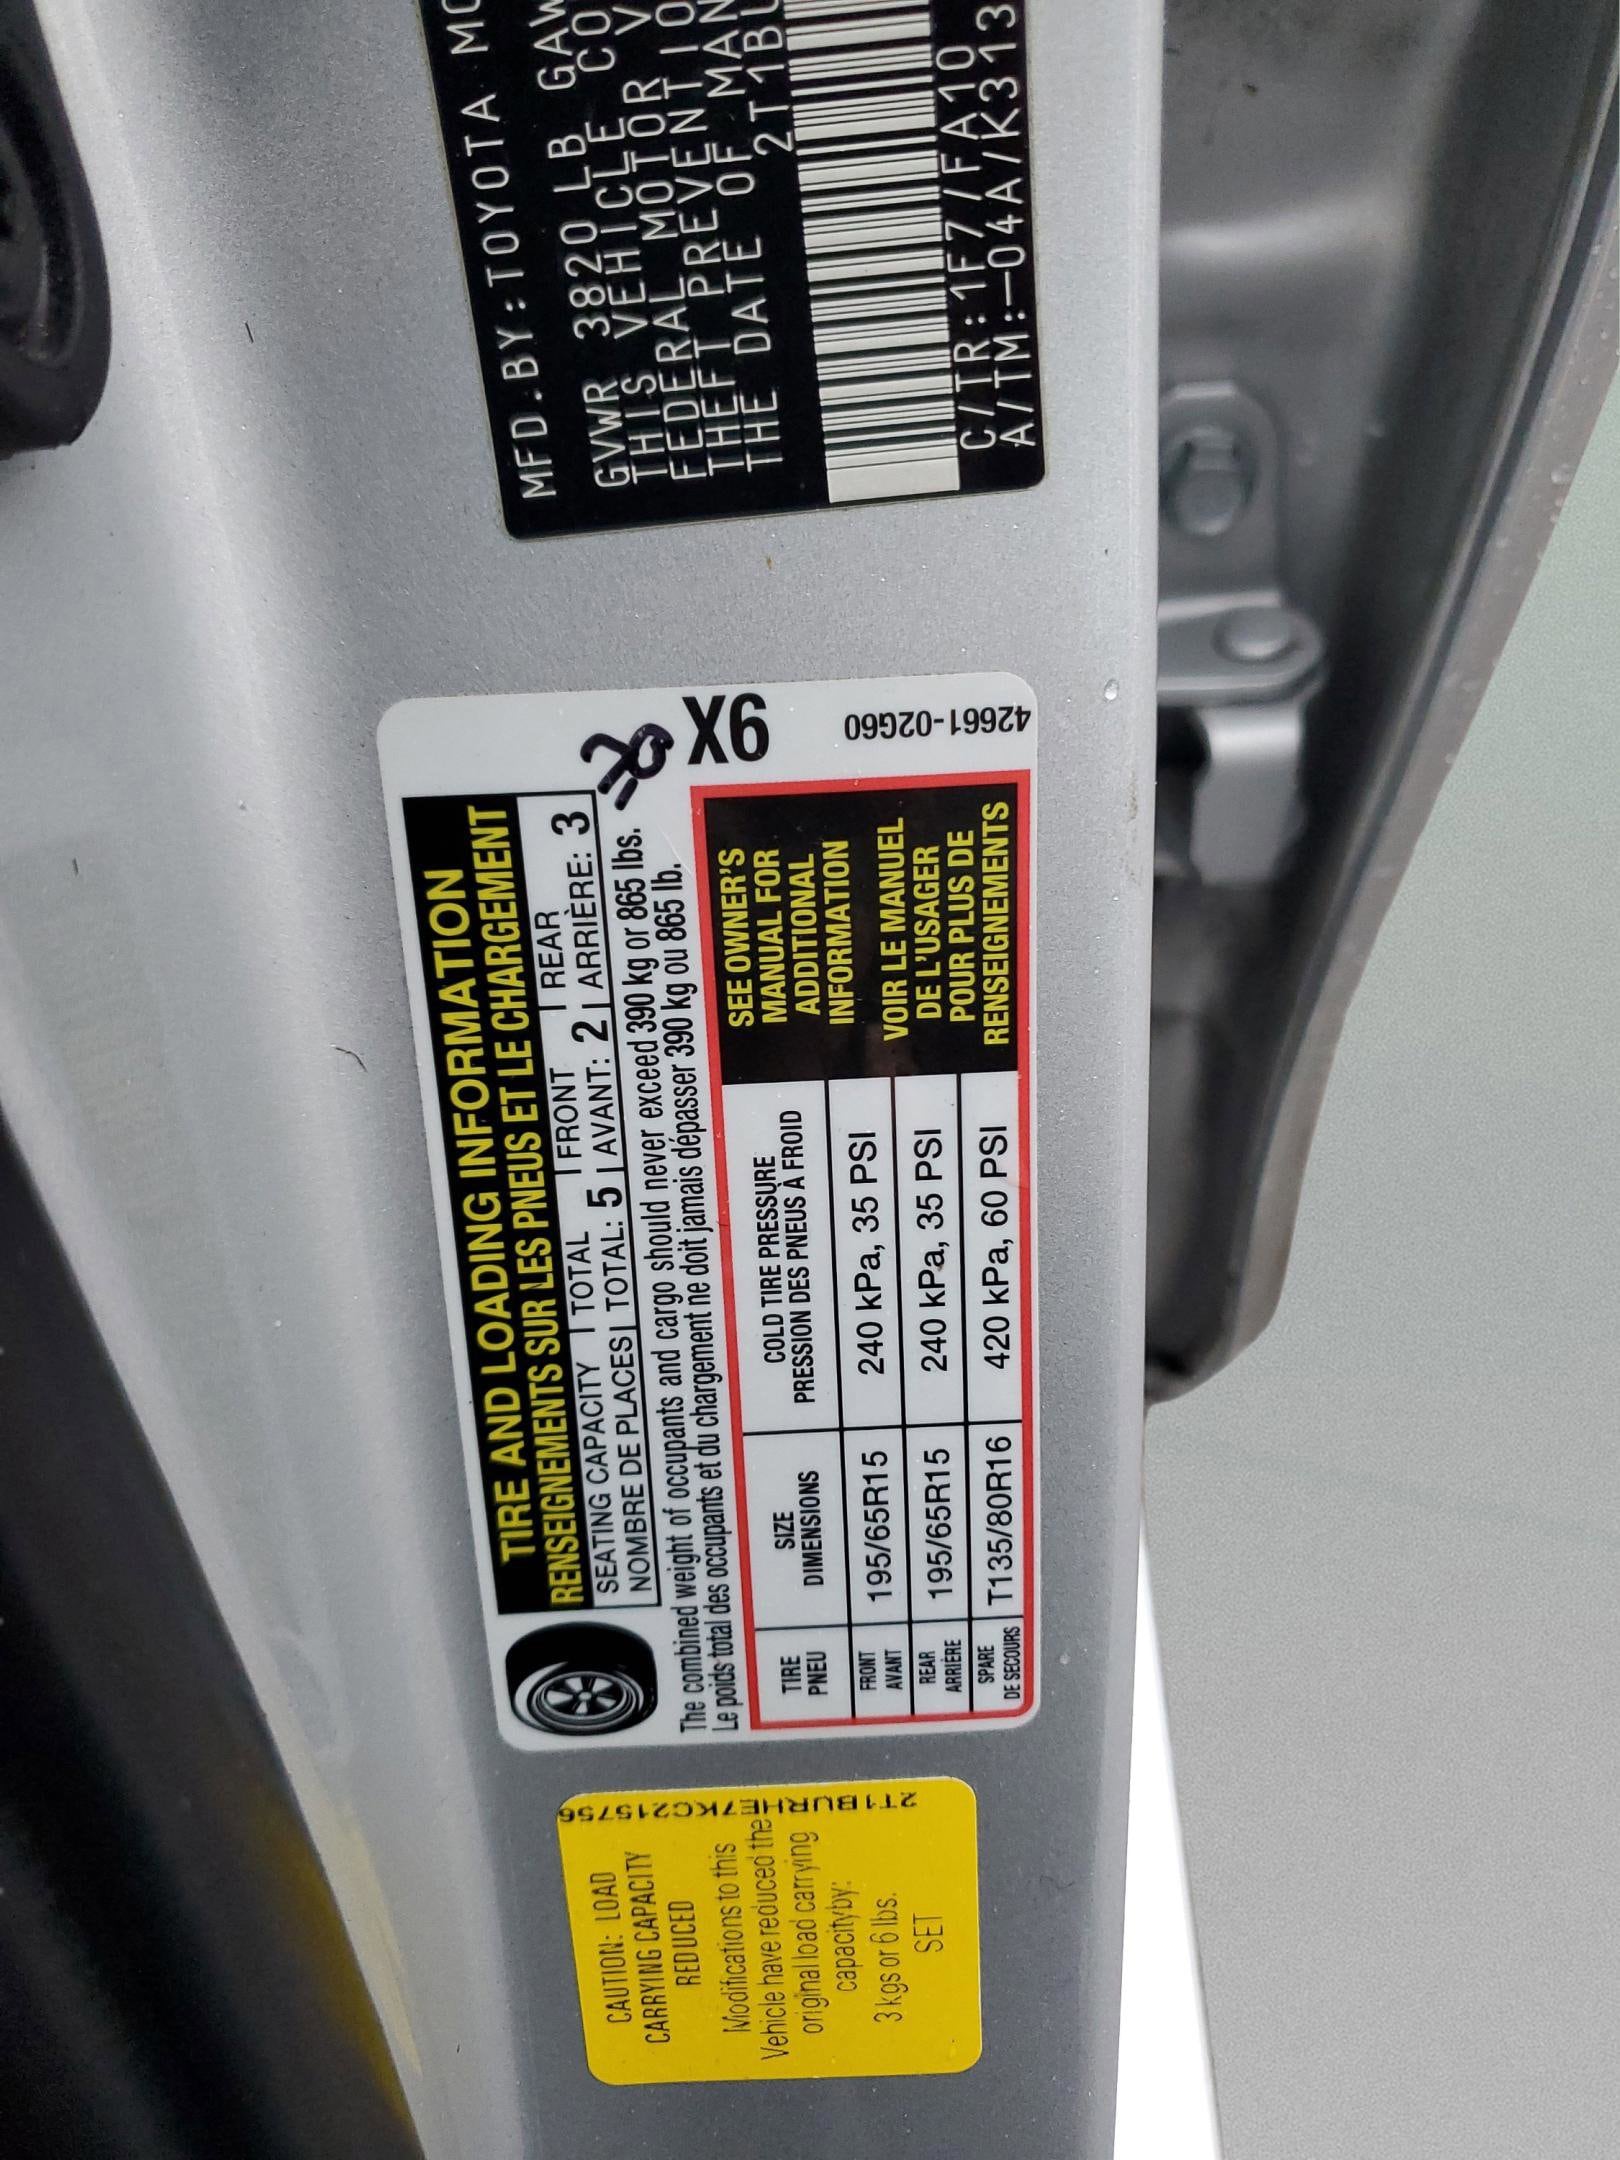 MFD.BY:TOYOTA MO
GVWR 3820 LB GAW
THIS VEHICLE CO
FEDERAL MOTOR V
THEFT PREVENTIO
THE DATE OF MAN
2T1BU
C/TR:1F7/FA10
A/TM:-04A/K313
TIRE AND LOADING INFORMATION
RENSEIGNEMENTS SUR LES PNEUS ET LE CHARGEMENT
SEATING CAPACITY TOTAL FRONT REAR
NOMBRE DE PLACES TOTAL: 5 AVANT: 2 ARRIÈRE: 3
The combined weight of occupants and cargo should never exceed 390 kg or 865 lbs.
Le poids total des occupants et du chargement ne doit jamais dépasser 390 kg ou 865 lb.
9X
42661-02G60
TIRE SIZE COLD TIRE PRESSURE
PNEU DIMENSIONS PRESSION DES PNEUS À FROID
FRONT
AVANT 195/65R15 240 kPa, 35 PSI
REAR
ARRIÈRE 195/65R15 240 kPa, 35 PSI
SPARE
DE SECOURS T135/80R16 420 kPa, 60 PSI
SEE OWNER'S
MANUAL FOR
ADDITIONAL
INFORMATION
VOIR LE MANUEL
DE L'USAGER
POUR PLUS DE
RENSEIGNEMENTS
CAUTION: LOAD
CARRYING CAPACITY
REDUCED
Modifications to this
Vehicle have reduced the
original load carrying
capacity by:
3 kgs or 6 lbs.
SET
2T1BURHE7KC215756